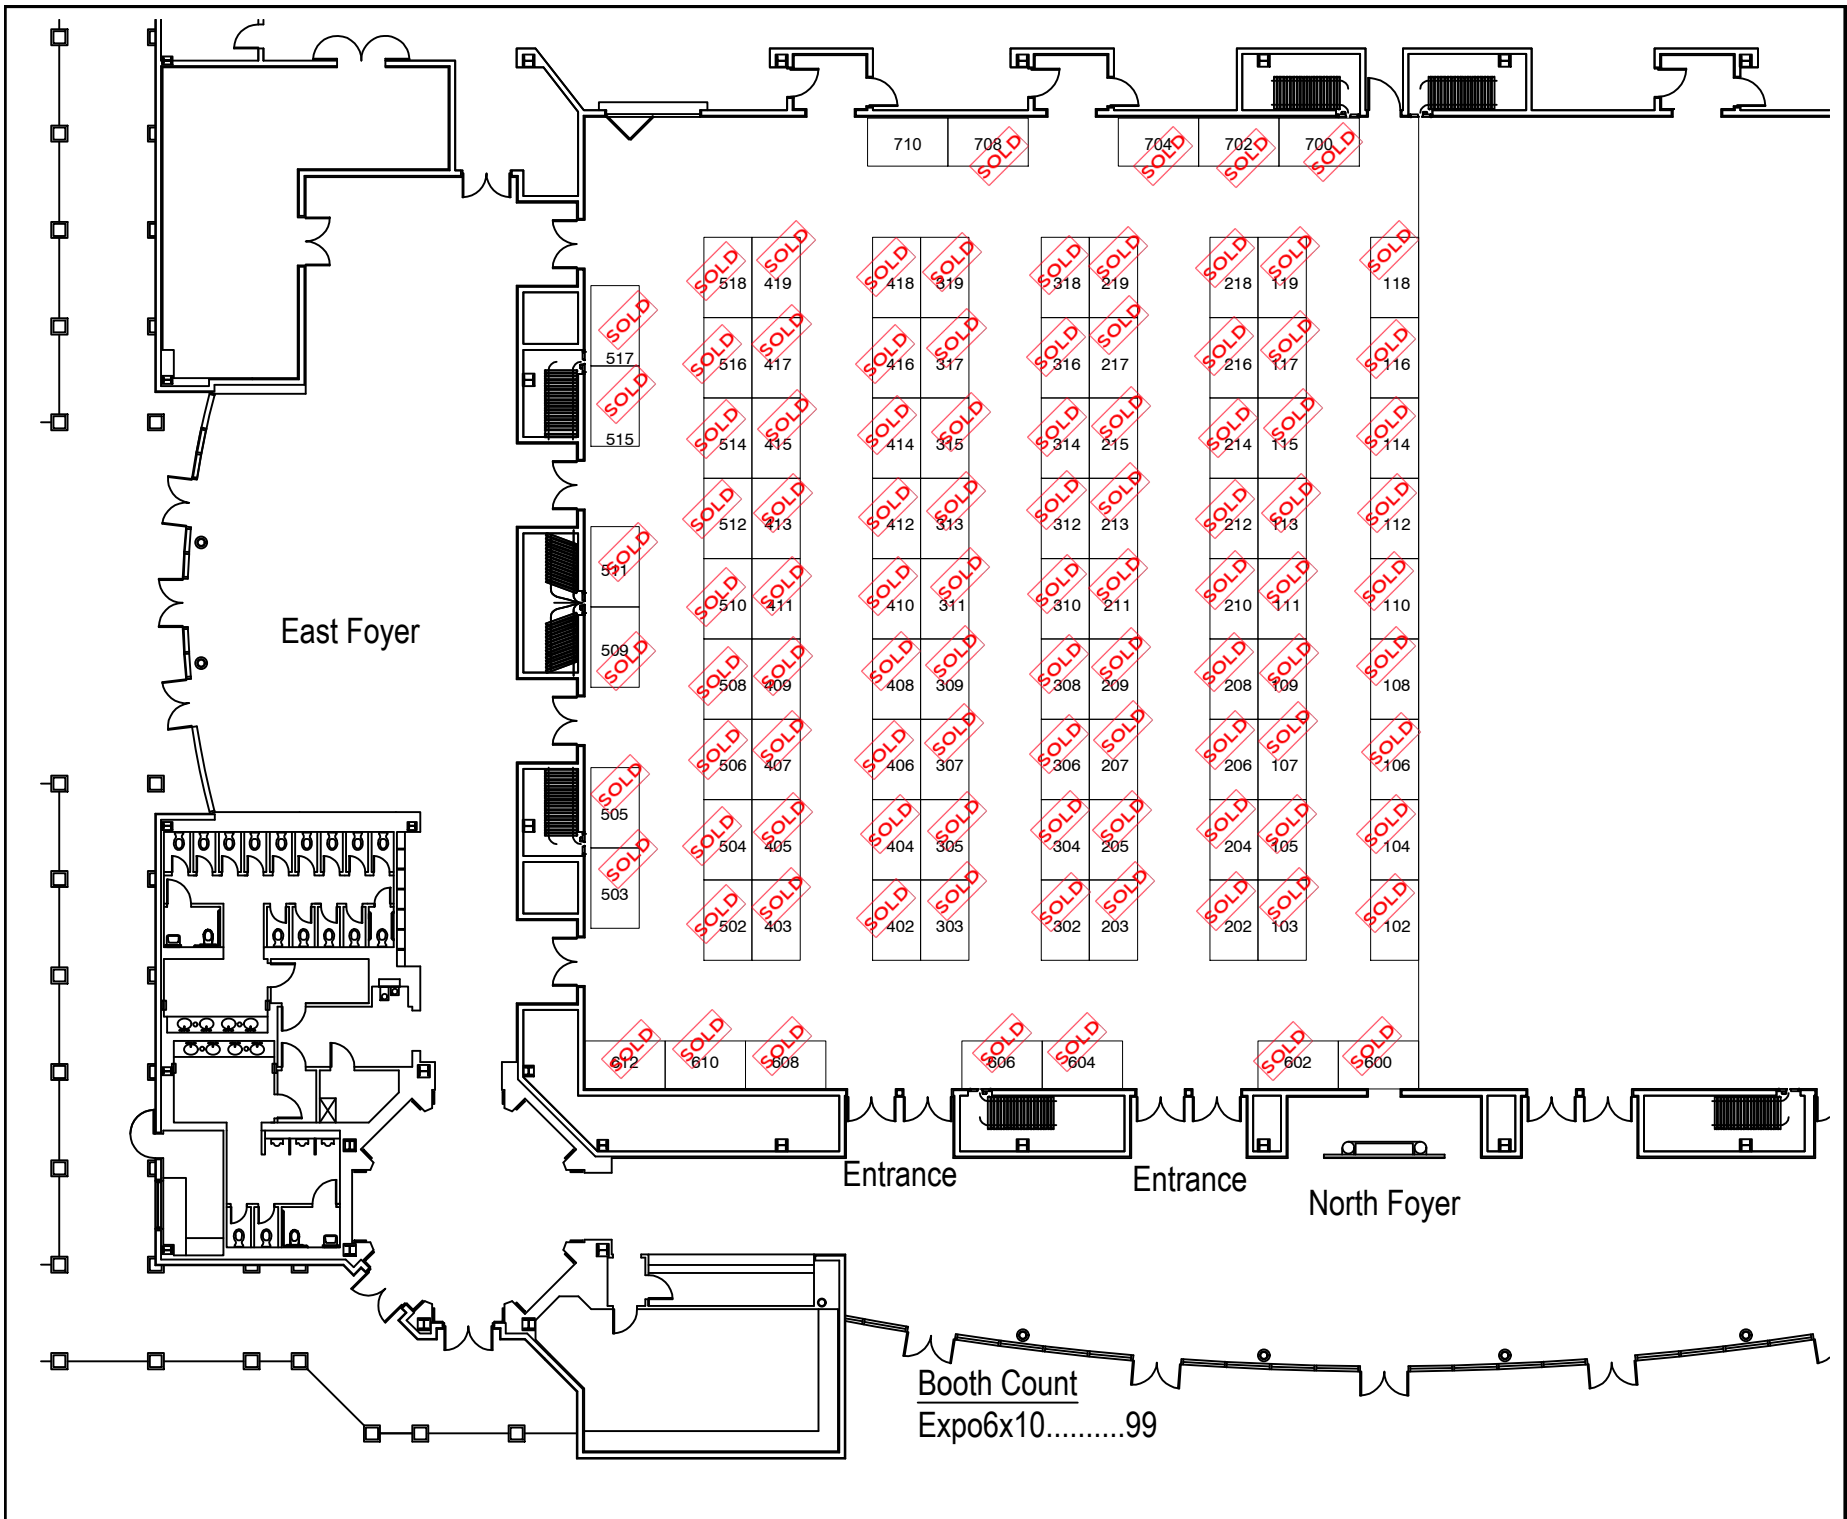 710 708 704 702 700
SOLD SOLD SOLD SOLD
SOLD SOLD SOLD SOLD SOLD SOLD SOLD SOLD SOLD
518 419 418 319 318 219 218 119 118
SOLD
517
SOLD SOLD SOLD SOLD SOLD SOLD SOLD SOLD SOLD
516 417 416 317 316 217 216 117 116
SOLD
515
SOLD SOLD SOLD SOLD SOLD SOLD SOLD SOLD SOLD
514 415 414 315 314 215 214 115 114
SOLD SOLD SOLD SOLD SOLD SOLD SOLD SOLD SOLD
512 413 412 313 312 213 212 113 112
SOLD
511
SOLD SOLD SOLD SOLD SOLD SOLD SOLD SOLD SOLD
510 411 410 311 310 211 210 111 110
East Foyer
509
SOLD
SOLD SOLD SOLD SOLD SOLD SOLD SOLD SOLD SOLD
508 409 408 309 308 209 208 109 108
SOLD SOLD SOLD SOLD SOLD SOLD SOLD SOLD SOLD
506 407 406 307 306 207 206 107 106
SOLD
505
SOLD SOLD SOLD SOLD SOLD SOLD SOLD SOLD SOLD
504 405 404 305 304 205 204 105 104
SOLD
503
SOLD SOLD SOLD SOLD SOLD SOLD SOLD SOLD SOLD
502 403 402 303 302 203 202 103 102
SOLD SOLD SOLD SOLD SOLD SOLD SOLD
612 610 608 606 604 602 600
Entrance
Entrance
North Foyer
Booth Count
Expo6x10..........99